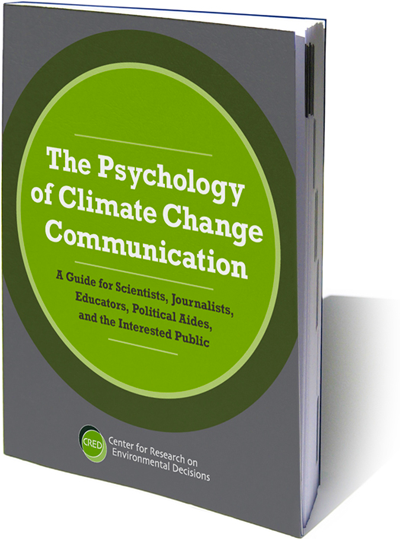 The Psychology
of Climate Change
Communication
A Guide for Scientists, Journalists,
Educators, Political Aides,
and the Interested Public
CRED
Center for Research on
Environmental Decisions